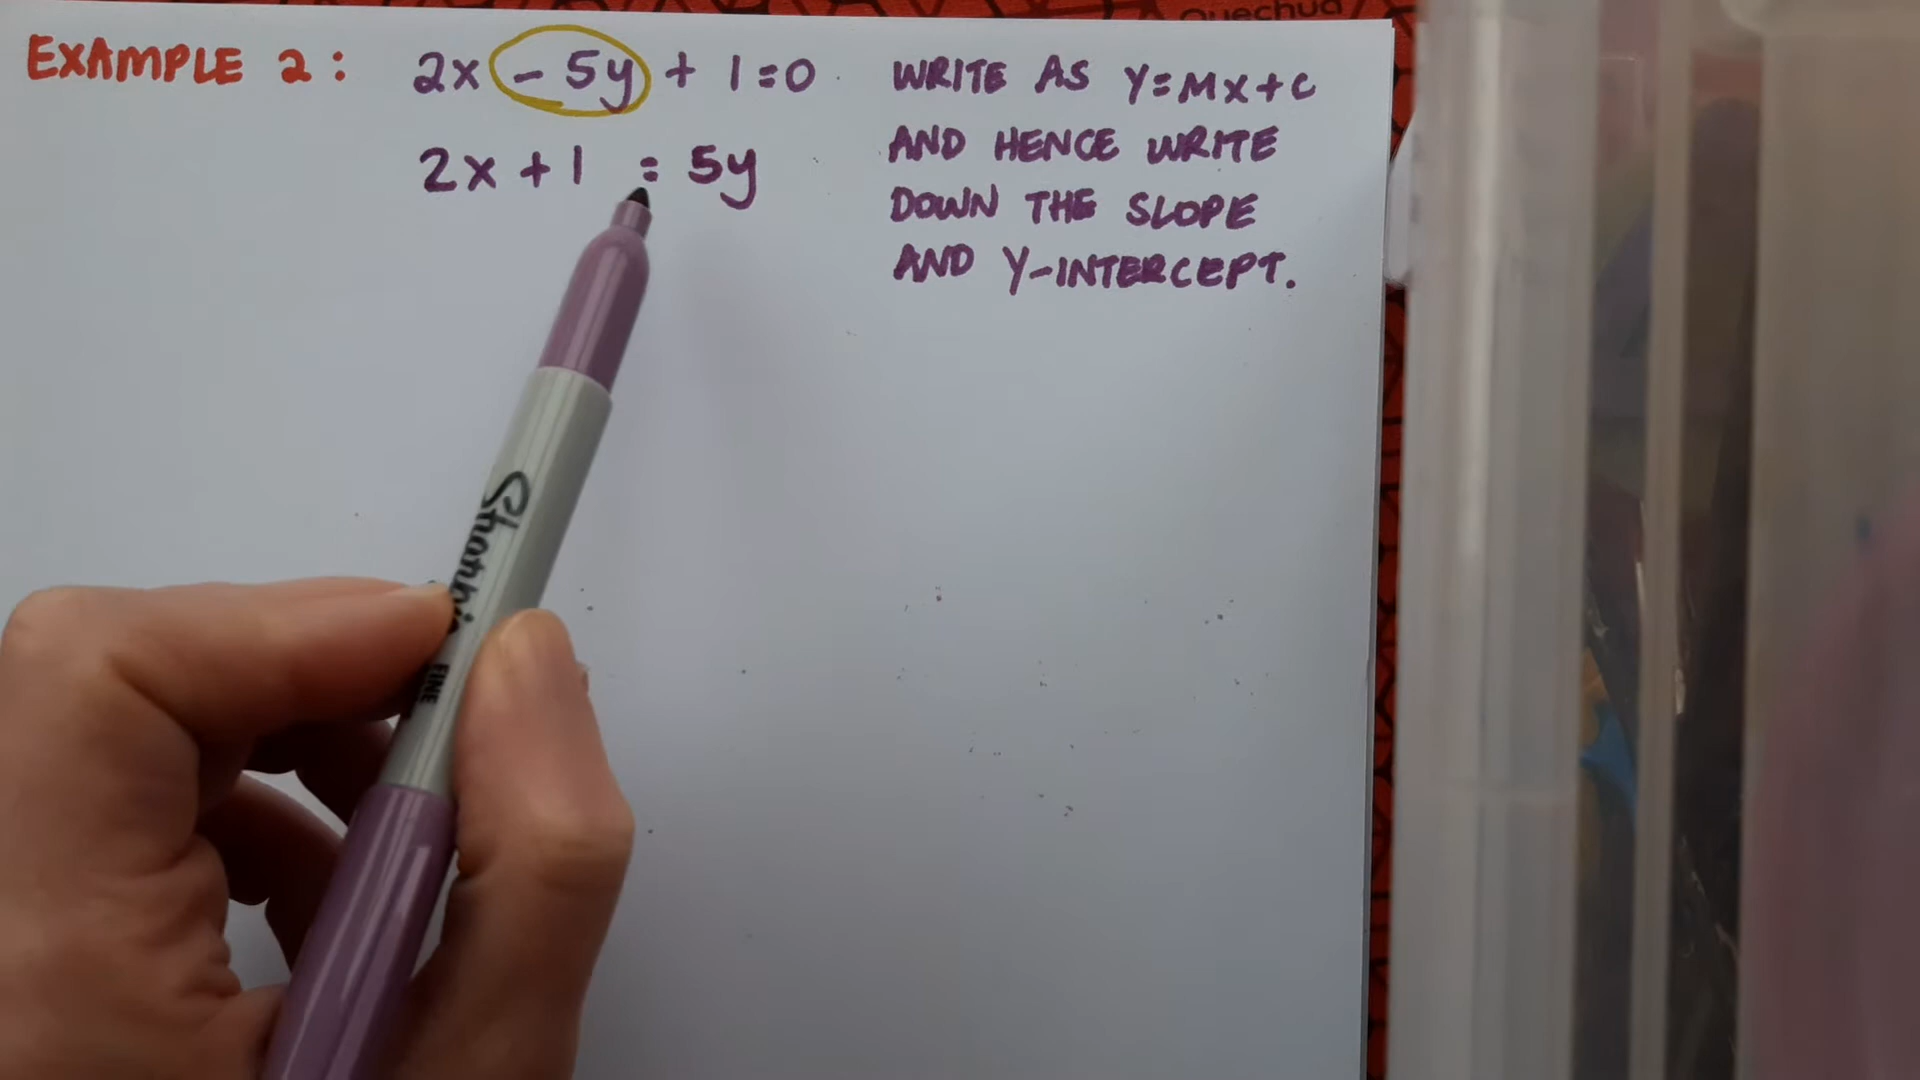 Quechua
EXAMPLE 2: 2x - 5y + 1 = 0
2x + 1 = 5y
WRITE AS Y = MX + C
AND HENCE WRITE
DOWN THE SLOPE
AND Y-INTERCEPT.
Sharpie
FINE